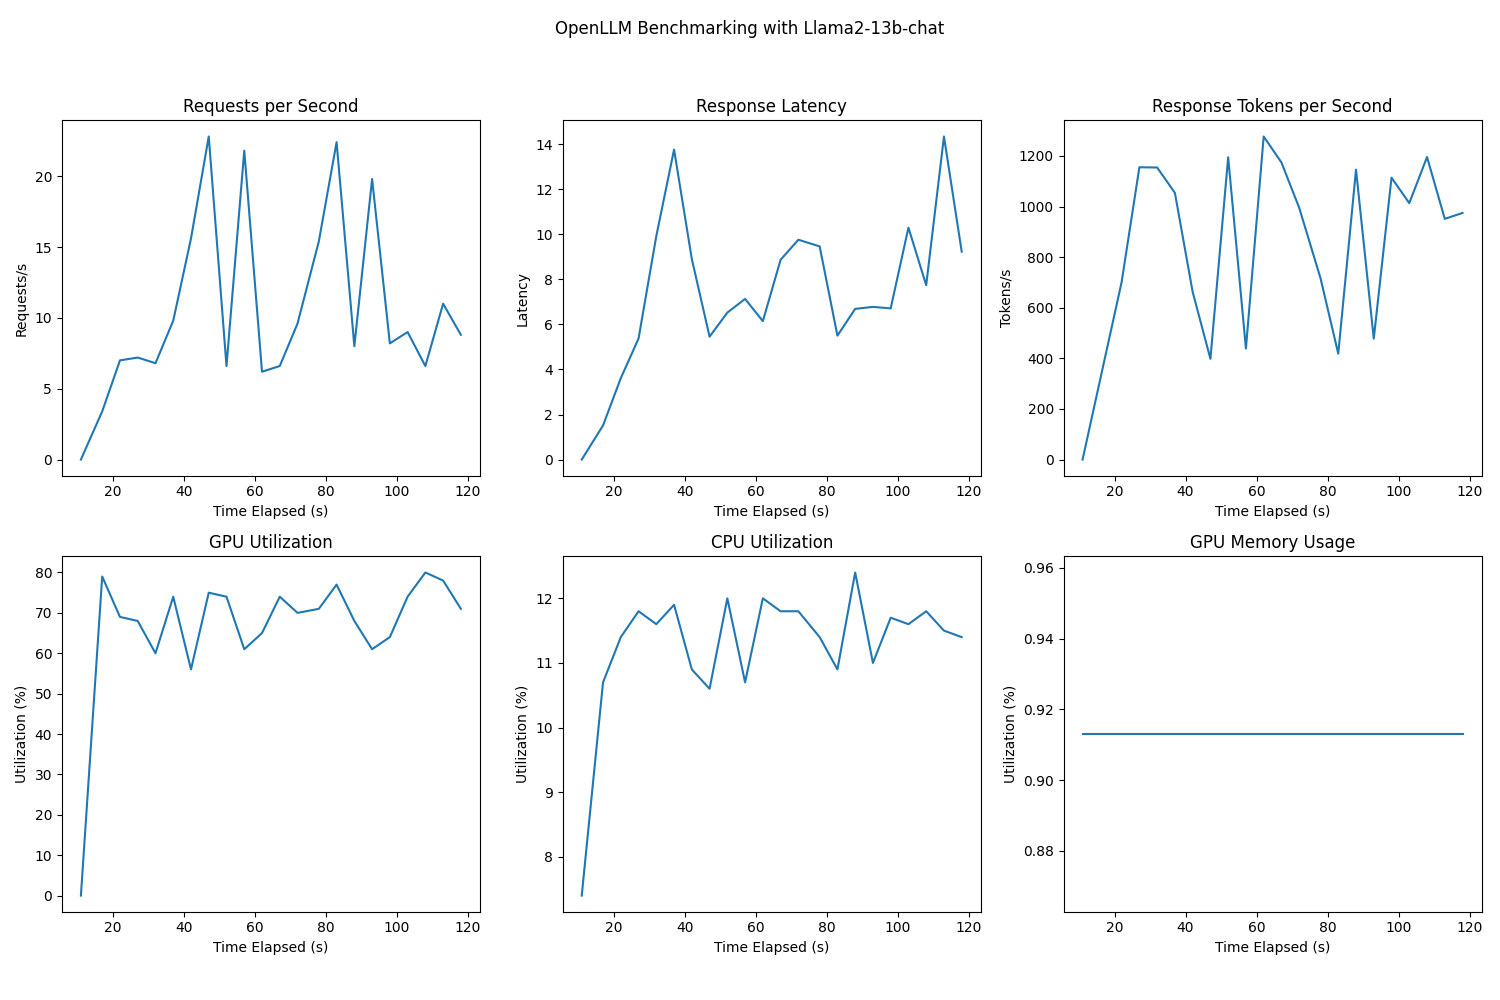 OpenLLM Benchmarking with Llama2-13b-chat
Requests per Second
Requests/s
20
15
10
5
0
20 40 60 80 100 120
Time Elapsed (s)
Response Latency
Latency
14
12
10
8
6
4
2
0
20 40 60 80 100 120
Time Elapsed (s)
Response Tokens per Second
Tokens/s
1200
1000
800
600
400
200
0
20 40 60 80 100 120
Time Elapsed (s)
GPU Utilization
Utilization (%)
80
70
60
50
40
30
20
10
0
20 40 60 80 100 120
Time Elapsed (s)
CPU Utilization
Utilization (%)
12
11
10
9
8
20 40 60 80 100 120
Time Elapsed (s)
GPU Memory Usage
Utilization (%)
0.96
0.94
0.92
0.90
0.88
20 40 60 80 100 120
Time Elapsed (s)